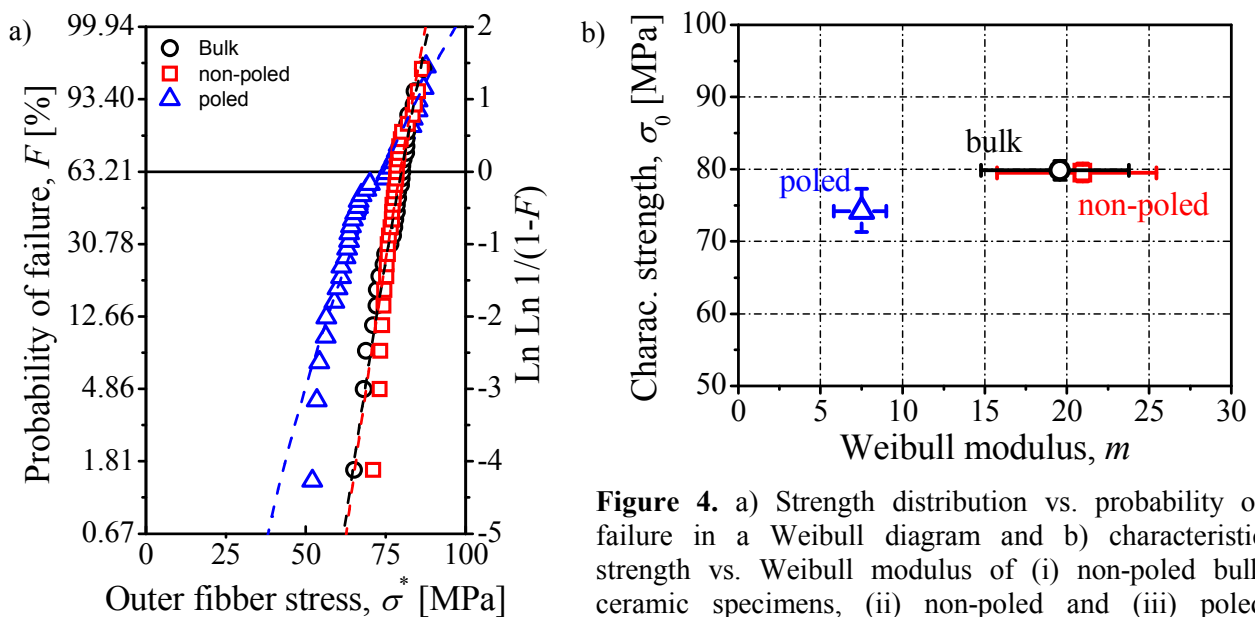 a)
99.94
93.40
63.21
30.78
12.66
4.86
1.81
0.67
Probability of failure, F [%]
Bulk
non-poled
poled
2
1
0
-1
-2
-3
-4
-5
Ln Ln 1/(1-F)
0 25 50 75 100
Outer fibber stress, σ* [MPa]
b)
100
90
80
70
60
50
Charac. strength, σ0 [MPa]
bulk
poled
non-poled
0 5 10 15 20 25 30
Weibull modulus, m
Figure 4. a) Strength distribution vs. probability o
failure in a Weibull diagram and b) characteristic
strength vs. Weibull modulus of (i) non-poled bulk
ceramic specimens, (ii) non-poled and (iii) poled